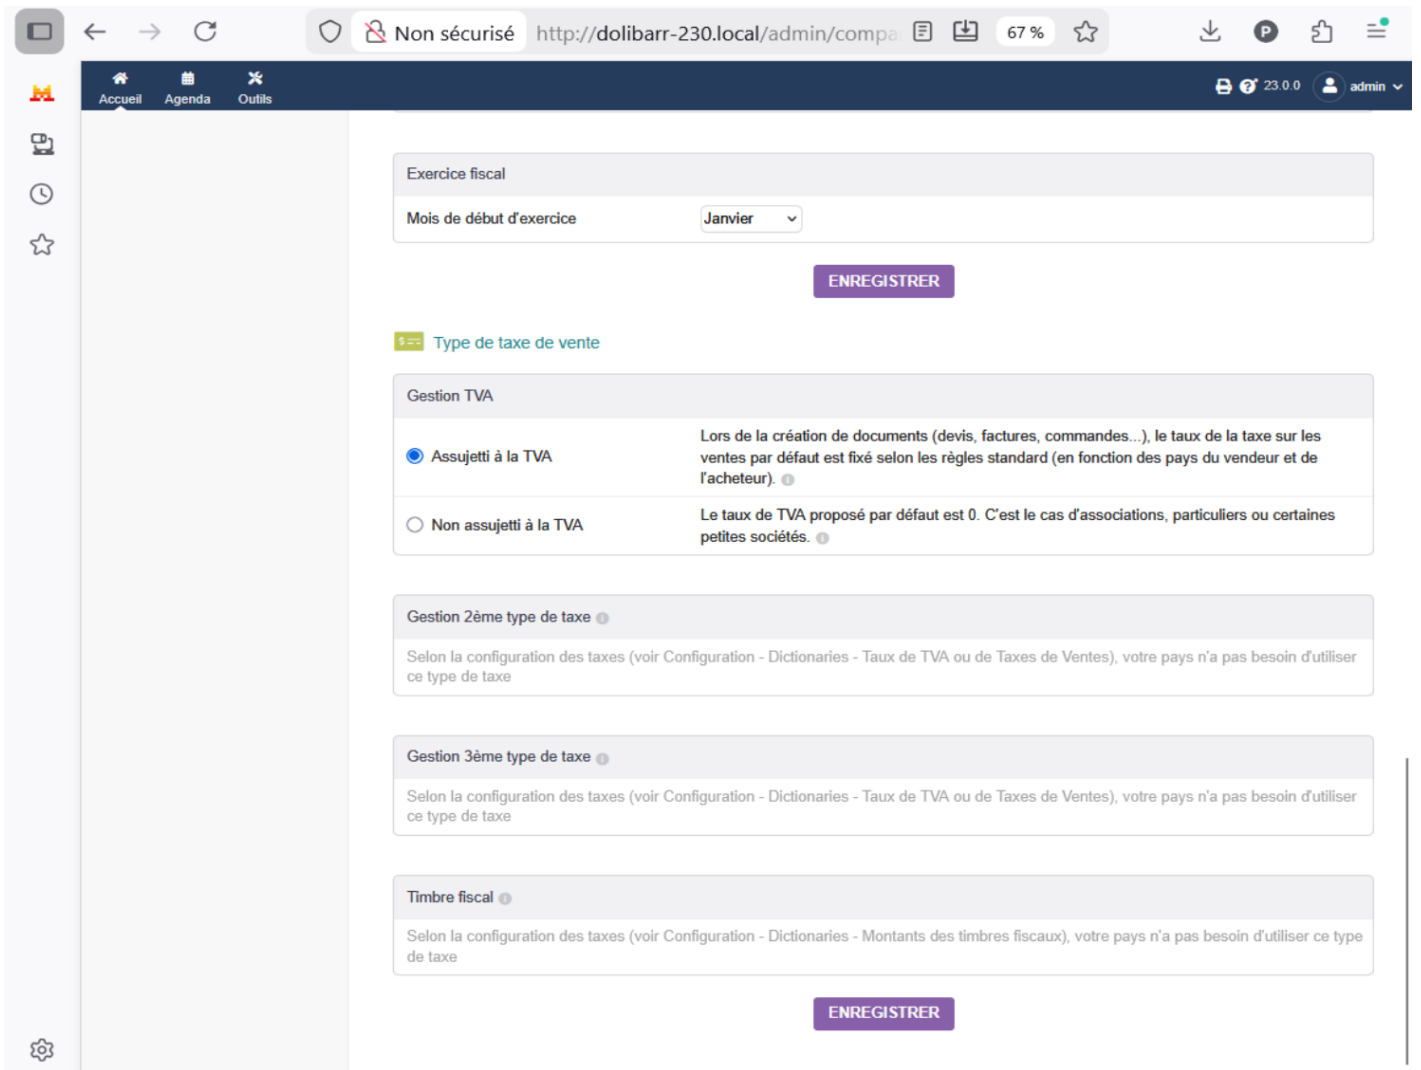 Non sécurisé http://dolibarr-230.local/admin/compa 67 %
P
Accueil Agenda Outils 23.0.0 admin
Exercice fiscal
Mois de début d'exercice Janvier
ENREGISTRER
Type de taxe de vente
Gestion TVA
Lors de la création de documents (devis, factures, commandes...), le taux de la taxe sur les
Assujetti à la TVA ventes par défaut est fixé selon les règles standard (en fonction des pays du vendeur et de
l'acheteur).
Non assujetti à la TVA Le taux de TVA proposé par défaut est 0. C'est le cas d'associations, particuliers ou certaines
petites sociétés.
Gestion 2ème type de taxe
Selon la configuration des taxes (voir Configuration - Dictionaries - Taux de TVA ou de Taxes de Ventes), votre pays n'a pas besoin d'utiliser
ce type de taxe
Gestion 3ème type de taxe
Selon la configuration des taxes (voir Configuration - Dictionaries - Taux de TVA ou de Taxes de Ventes), votre pays n'a pas besoin d'utiliser
ce type de taxe
Timbre fiscal
Selon la configuration des taxes (voir Configuration - Dictionaries - Montants des timbres fiscaux), votre pays n'a pas besoin d'utiliser ce type
de taxe
ENREGISTRER